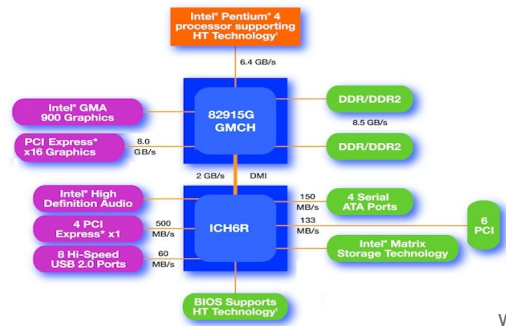 Intel® Pentium® 4
processor supporting
HT Technology¹
6.4 GB/s
Intel® GMA
900 Graphics
82915G
GMCH
DDR/DDR2
8.5 GB/s
PCI Express*
x16 Graphics
8.0
GB/s
DDR/DDR2
2 GB/s
DMI
Intel® High
Definition Audio
150
MB/s
4 Serial
ATA Ports
4 PCI
Express* x1
500
MB/s
ICH6R
133
MB/s
6
PCI
8 Hi-Speed
USB 2.0 Ports
60
MB/s
Intel® Matrix
Storage Technology
BIOS Supports
HT Technology¹